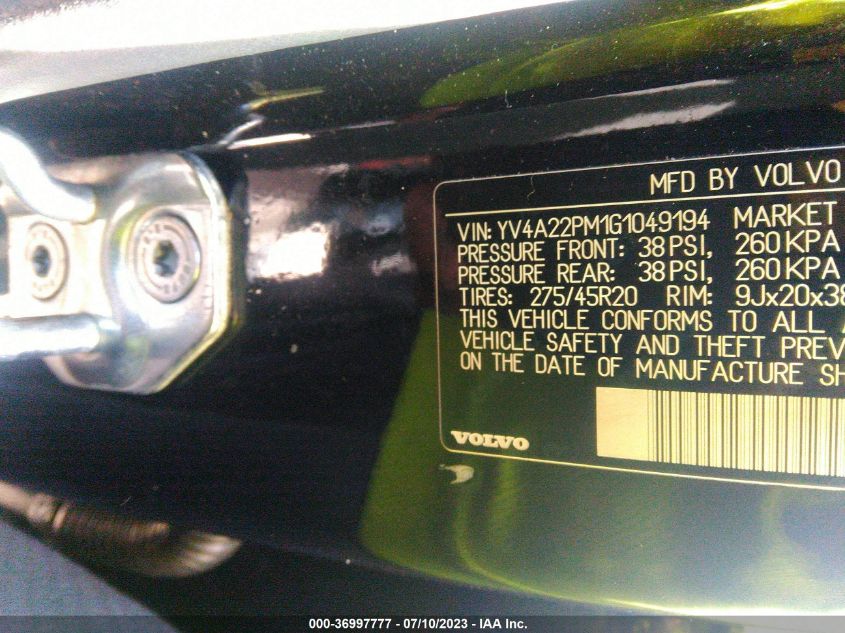 MFD BY VOLVO
VIN: YV4A22PM1G1049194 MARKET
PRESSURE FRONT: 38 PSI, 260 KPA
PRESSURE REAR: 38 PSI, 260 KPA
TIRES: 275/45R20 RIM: 9Jx20x38
THIS VEHICLE CONFORMS TO ALL
VEHICLE SAFETY AND THEFT PREV
ON THE DATE OF MANUFACTURE SH
VOLVO
000-36997777 - 07/10/2023 - IAA Inc.